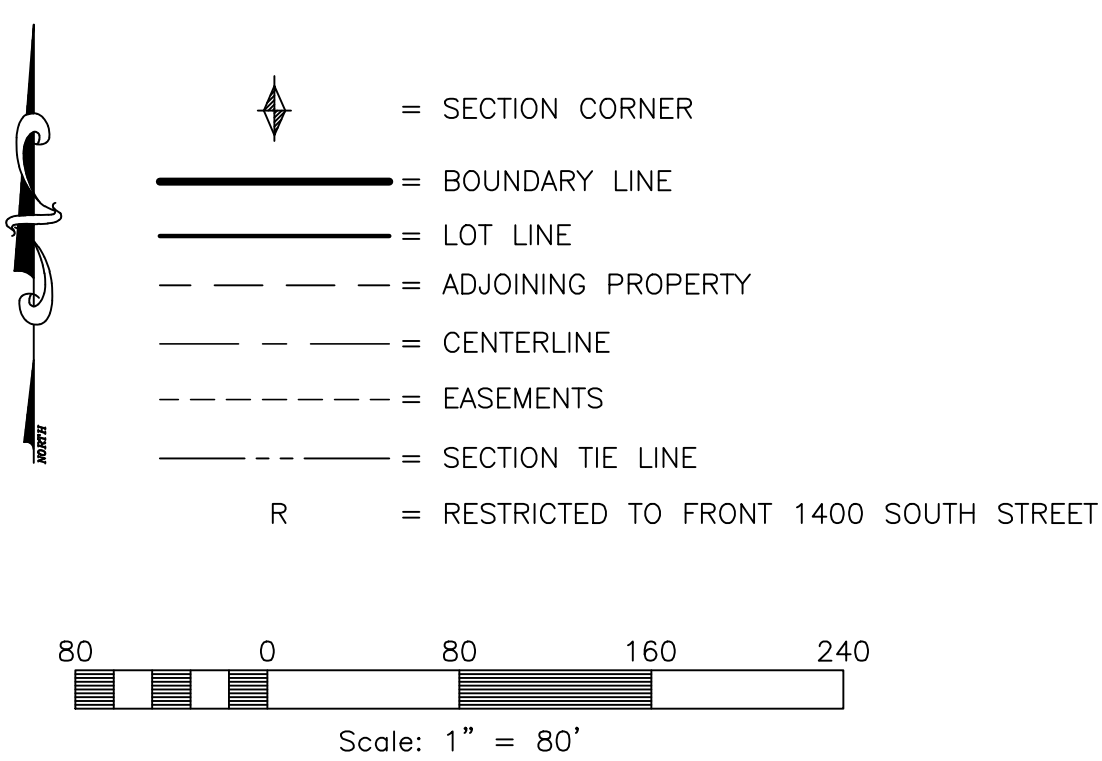 = SECTION CORNER
= BOUNDARY LINE
= LOT LINE
= ADJOINING PROPERTY
= CENTERLINE
= EASEMENTS
NORTH
= SECTION TIE LINE
R = RESTRICTED TO FRONT 1400 SOUTH STREET
80 0 80 160 240
Scale: 1" = 80'